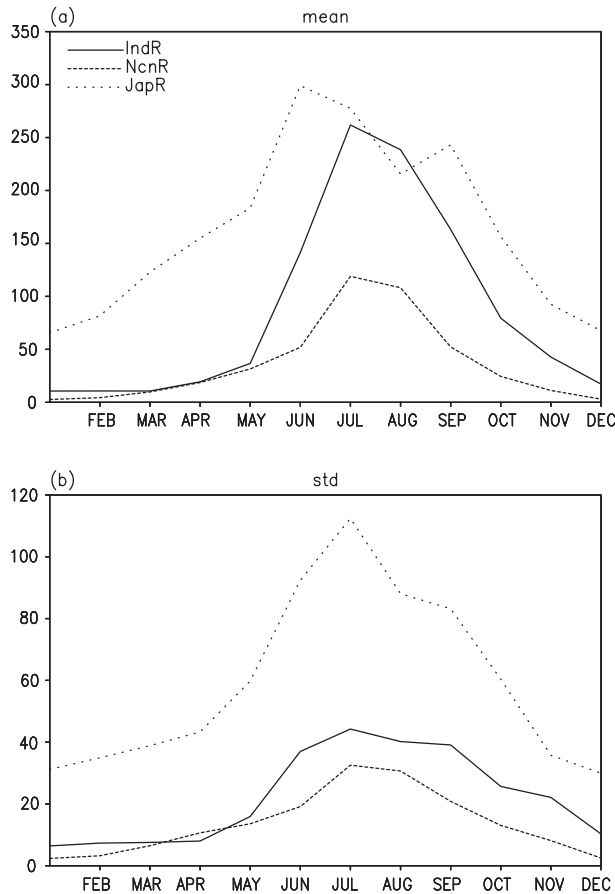 (a) mean
350
300
250
200
150
100
50
0
IndR
NcnR
JapR
FEB MAR APR MAY JUN JUL AUG SEP OCT NOV DEC
(b) std
120
100
80
60
40
20
0
FEB MAR APR MAY JUN JUL AUG SEP OCT NOV DEC